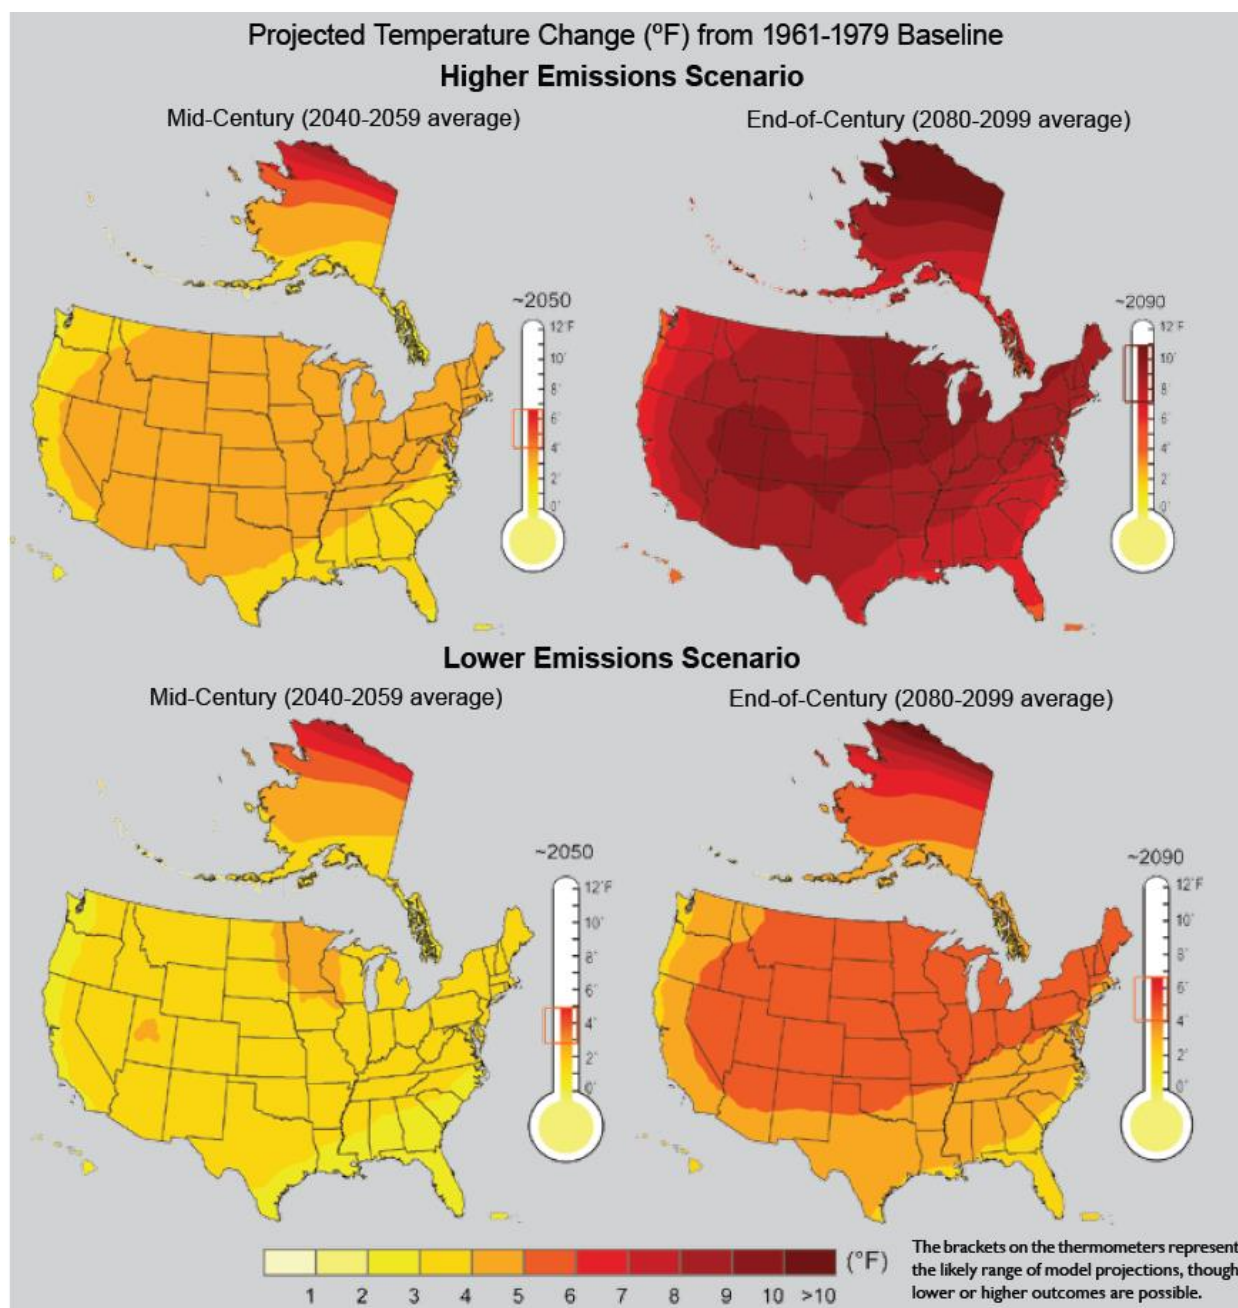 Projected Temperature Change (ºF) from 1961-1979 Baseline
Higher Emissions Scenario
Mid-Century (2040-2059 average)
End-of-Century (2080-2099 average)
~2050
12°F
10'
8'
6'
4'
2'
0'
~2090
12°F
10'
8'
6'
4'
2'
0'
Lower Emissions Scenario
Mid-Century (2040-2059 average)
End-of-Century (2080-2099 average)
~2050
12°F
10'
8'
6'
4'
2'
0'
~2090
12°F
10'
8'
6'
4'
2'
0'
(°F)
1 2 3 4 5 6 7 8 9 10 >10
The brackets on the thermometers represent
the likely range of model projections, though
lower or higher outcomes are possible.